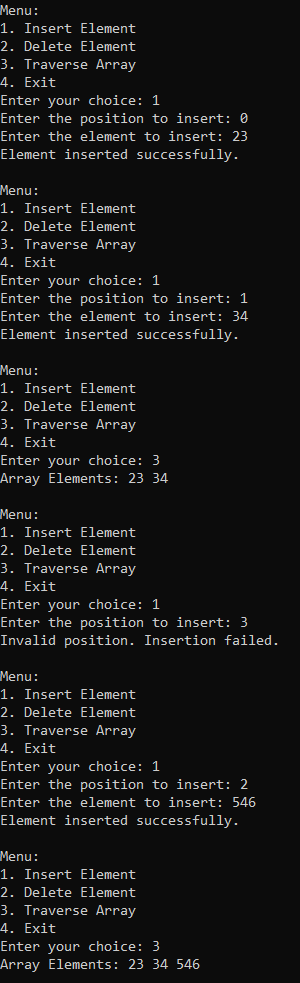 Menu:
1. Insert Element
2. Delete Element
3. Traverse Array
4. Exit
Enter your choice: 1
Enter the position to insert: 0
Enter the element to insert: 23
Element inserted successfully.
Menu:
1. Insert Element
2. Delete Element
3. Traverse Array
4. Exit
Enter your choice: 1
Enter the position to insert: 1
Enter the element to insert: 34
Element inserted successfully.
Menu:
1. Insert Element
2. Delete Element
3. Traverse Array
4. Exit
Enter your choice: 3
Array Elements: 23 34
Menu:
1. Insert Element
2. Delete Element
3. Traverse Array
4. Exit
Enter your choice: 1
Enter the position to insert: 3
Invalid position. Insertion failed.
Menu:
1. Insert Element
2. Delete Element
3. Traverse Array
4. Exit
Enter your choice: 1
Enter the position to insert: 2
Enter the element to insert: 546
Element inserted successfully.
Menu:
1. Insert Element
2. Delete Element
3. Traverse Array
4. Exit
Enter your choice: 3
Array Elements: 23 34 546